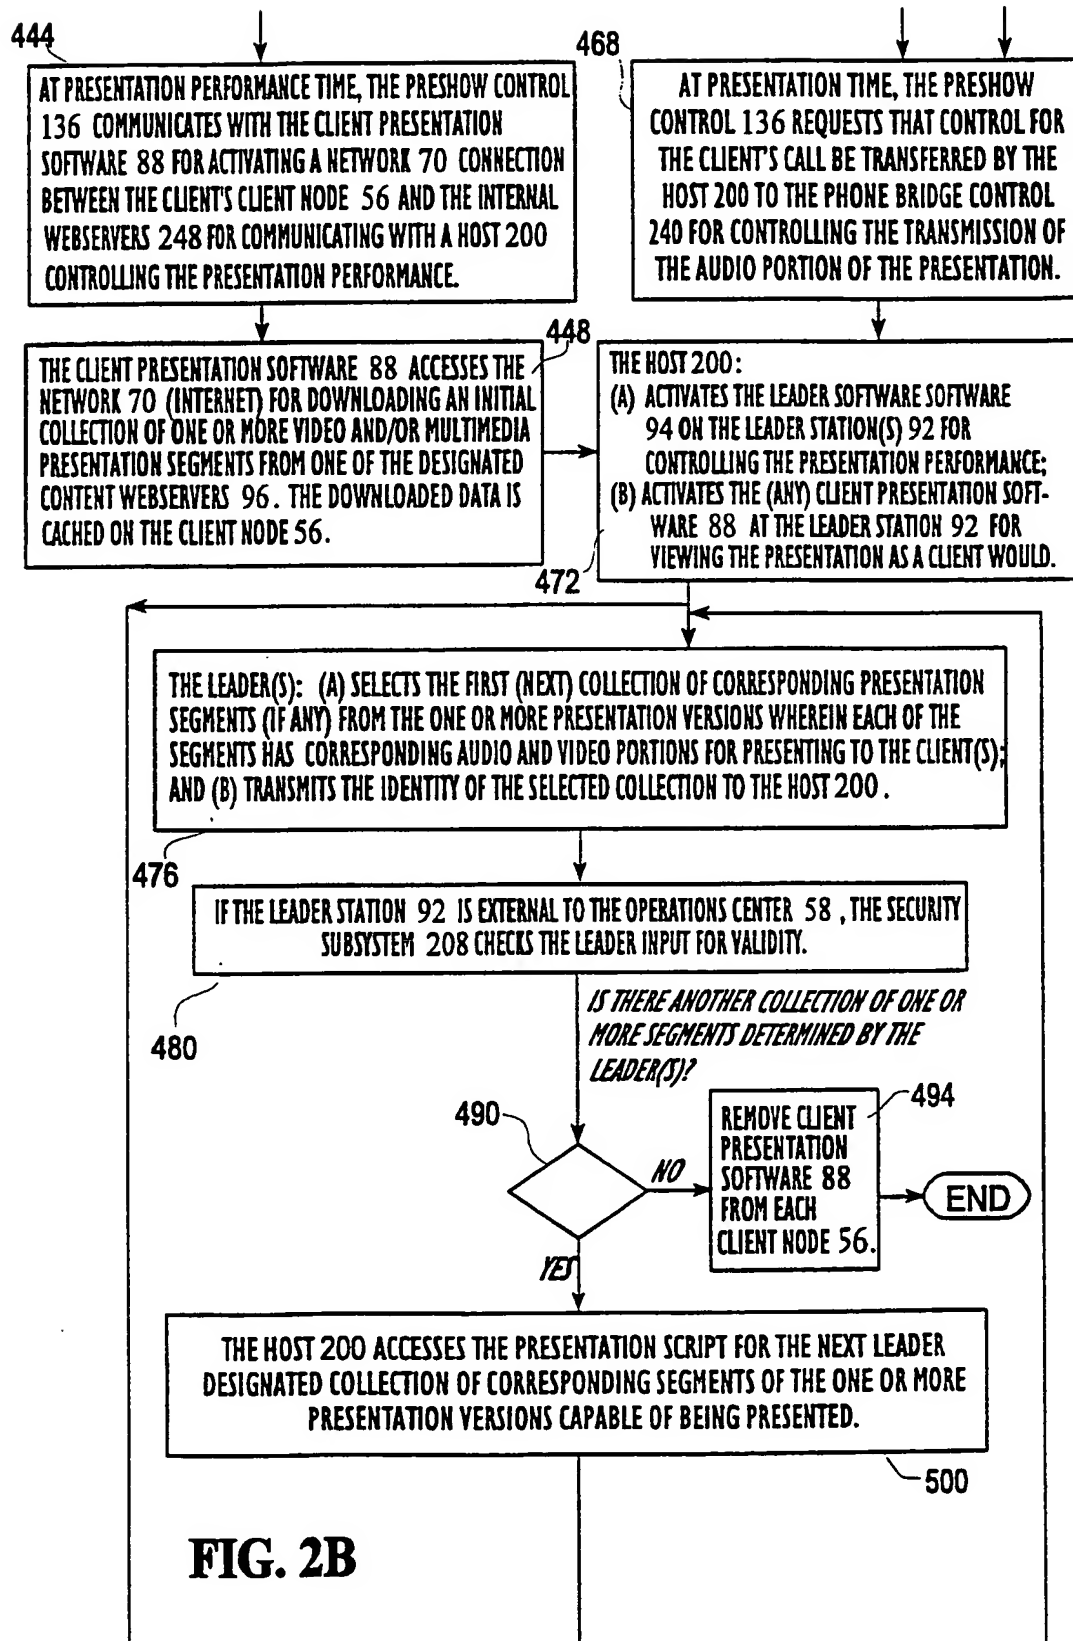 444
AT PRESENTATION PERFORMANCE TIME, THE PRESHOW CONTROL
136 COMMUNICATES WITH THE CLIENT PRESENTATION
SOFTWARE 88 FOR ACTIVATING A NETWORK 70 CONNECTION
BETWEEN THE CLIENT'S CLIENT NODE 56 AND THE INTERNAL
WEBSERVERS 248 FOR COMMUNICATING WITH A HOST 200
CONTROLLING THE PRESENTATION PERFORMANCE.
468
AT PRESENTATION TIME, THE PRESHOW
CONTROL 136 REQUESTS THAT CONTROL FOR
THE CLIENT'S CALL BE TRANSFERRED BY THE
HOST 200 TO THE PHONE BRIDGE CONTROL
240 FOR CONTROLLING THE TRANSMISSION OF
THE AUDIO PORTION OF THE PRESENTATION.
448
THE CLIENT PRESENTATION SOFTWARE 88 ACCESSES THE
NETWORK 70 (INTERNET) FOR DOWNLOADING AN INITIAL
COLLECTION OF ONE OR MORE VIDEO AND/OR MULTIMEDIA
PRESENTATION SEGMENTS FROM ONE OF THE DESIGNATED
CONTENT WEBSERVERS 96. THE DOWNLOADED DATA IS
CACHED ON THE CLIENT NODE 56.
THE HOST 200:
(A) ACTIVATES THE LEADER SOFTWARE SOFTWARE
94 ON THE LEADER STATION(S) 92 FOR
CONTROLLING THE PRESENTATION PERFORMANCE;
(B) ACTIVATES THE (ANY) CLIENT PRESENTATION SOFT-
WARE 88 AT THE LEADER STATION 92 FOR
VIEWING THE PRESENTATION AS A CLIENT WOULD.
472
THE LEADER(S): (A) SELECTS THE FIRST (NEXT) COLLECTION OF CORRESPONDING PRESENTATION
SEGMENTS (IF ANY) FROM THE ONE OR MORE PRESENTATION VERSIONS WHEREIN EACH OF THE
SEGMENTS HAS CORRESPONDING AUDIO AND VIDEO PORTIONS FOR PRESENTING TO THE CLIENT(S);
AND (B) TRANSMITS THE IDENTITY OF THE SELECTED COLLECTION TO THE HOST 200.
476
IF THE LEADER STATION 92 IS EXTERNAL TO THE OPERATIONS CENTER 58, THE SECURITY
SUBSYSTEM 208 CHECKS THE LEADER INPUT FOR VALIDITY.
480
IS THERE ANOTHER COLLECTION OF ONE OR
MORE SEGMENTS DETERMINED BY THE
LEADER(S)?
490
NO
494
REMOVE CLIENT
PRESENTATION
SOFTWARE 88
FROM EACH
CLIENT NODE 56.
END
YES
THE HOST 200 ACCESSES THE PRESENTATION SCRIPT FOR THE NEXT LEADER
DESIGNATED COLLECTION OF CORRESPONDING SEGMENTS OF THE ONE OR MORE
PRESENTATION VERSIONS CAPABLE OF BEING PRESENTED.
500
FIG. 2B